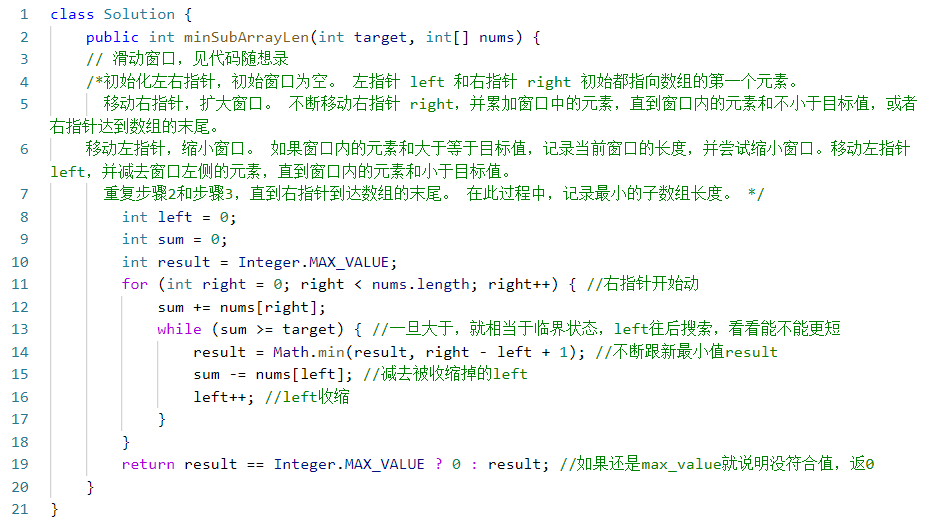 1 class Solution {
2 public int minSubArrayLen(int target, int[] nums) {
3 // 滑动窗口，见代码随想录
4 /*初始化左右指针，初始窗口为空。 左指针 left 和右指针 right 初始都指向数组的第一个元素。
5 移动右指针，扩大窗口。 不断移动右指针 right，并累加窗口中的元素，直到窗口内的元素和不小于目标值，或者
右指针达到数组的末尾。
6 移动左指针，缩小窗口。 如果窗口内的元素和大于等于目标值，记录当前窗口的长度，并尝试缩小窗口。移动左指针
left，并减去窗口左侧的元素，直到窗口内的元素和小于目标值。
7 重复步骤2和步骤3，直到右指针到达数组的末尾。 在此过程中，记录最小的子数组长度。 */
8 int left = 0;
9 int sum = 0;
10 int result = Integer.MAX_VALUE;
11 for (int right = 0; right < nums.length; right++) { //右指针开始动
12 sum += nums[right];
13 while (sum >= target) { //一旦大于，就相当于临界状态，left往后搜索，看看能不能更短
14 result = Math.min(result, right - left + 1); //不断跟新最小值result
15 sum -= nums[left]; //减去被收缩掉的left
16 left++; //left收缩
17 }
18 }
19 return result == Integer.MAX_VALUE ? 0 : result; //如果还是max_value就说明没符合值，返0
20 }
21 }